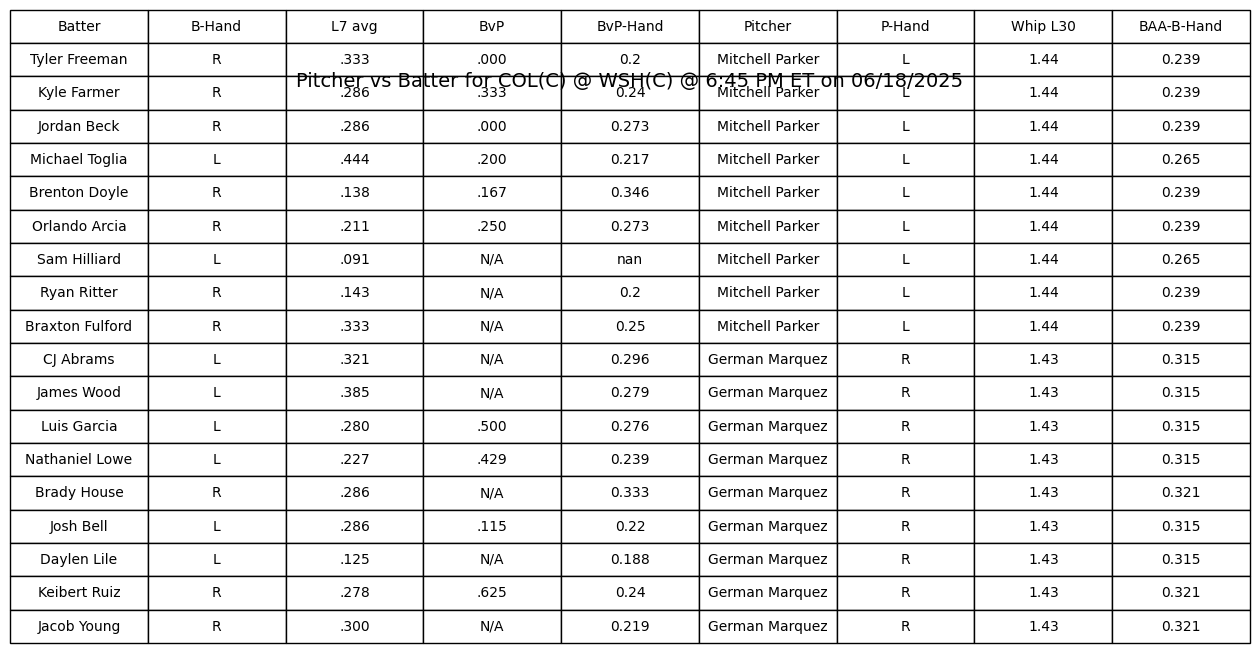 Batter B-Hand L7 avg BvP BvP-Hand Pitcher P-Hand Whip L30 BAA-B-Hand
Tyler Freeman R .333 .000 0.2 Mitchell Parker L 1.44 0.239
Pitcher vs Batter for COL(C) @ WSH(C) @ 6:45 PM ET on 06/18/2025
Kyle Farmer R .286 .333 0.24 Mitchell Parker L 1.44 0.239
Jordan Beck R .286 .000 0.273 Mitchell Parker L 1.44 0.239
Michael Toglia L .444 .200 0.217 Mitchell Parker L 1.44 0.265
Brenton Doyle R .138 .167 0.346 Mitchell Parker L 1.44 0.239
Orlando Arcia R .211 .250 0.273 Mitchell Parker L 1.44 0.239
Sam Hilliard L .091 N/A nan Mitchell Parker L 1.44 0.265
Ryan Ritter R .143 N/A 0.2 Mitchell Parker L 1.44 0.239
Braxton Fulford R .333 N/A 0.25 Mitchell Parker L 1.44 0.239
CJ Abrams L .321 N/A 0.296 German Marquez R 1.43 0.315
James Wood L .385 N/A 0.279 German Marquez R 1.43 0.315
Luis Garcia L .280 .500 0.276 German Marquez R 1.43 0.315
Nathaniel Lowe L .227 .429 0.239 German Marquez R 1.43 0.315
Brady House R .286 N/A 0.333 German Marquez R 1.43 0.321
Josh Bell L .286 .115 0.22 German Marquez R 1.43 0.315
Daylen Lile L .125 N/A 0.188 German Marquez R 1.43 0.315
Keibert Ruiz R .278 .625 0.24 German Marquez R 1.43 0.321
Jacob Young R .300 N/A 0.219 German Marquez R 1.43 0.321